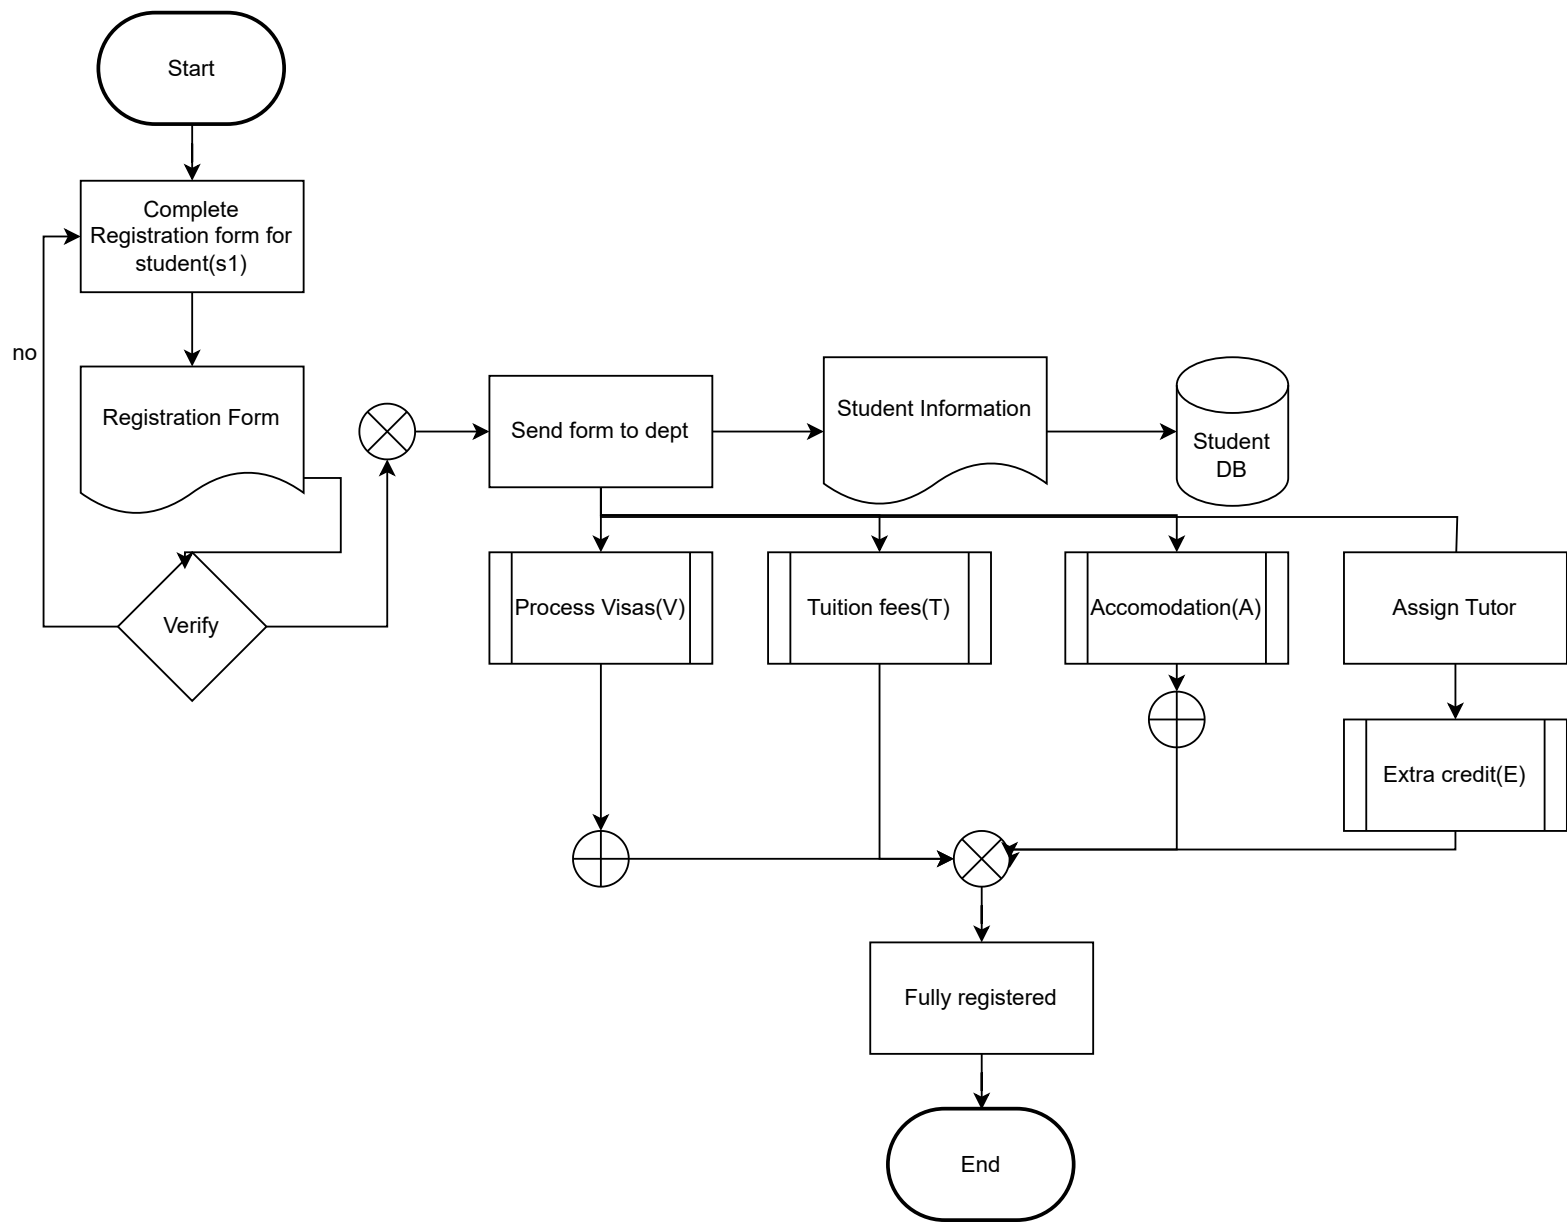 Start
Complete
Registration form for
student(s1)
no
Registration Form
Verify
Send form to dept
Student Information
Student
DB
Process Visas(V)
Tuition fees(T)
Accomodation(A)
Assign Tutor
Extra credit(E)
Fully registered
End